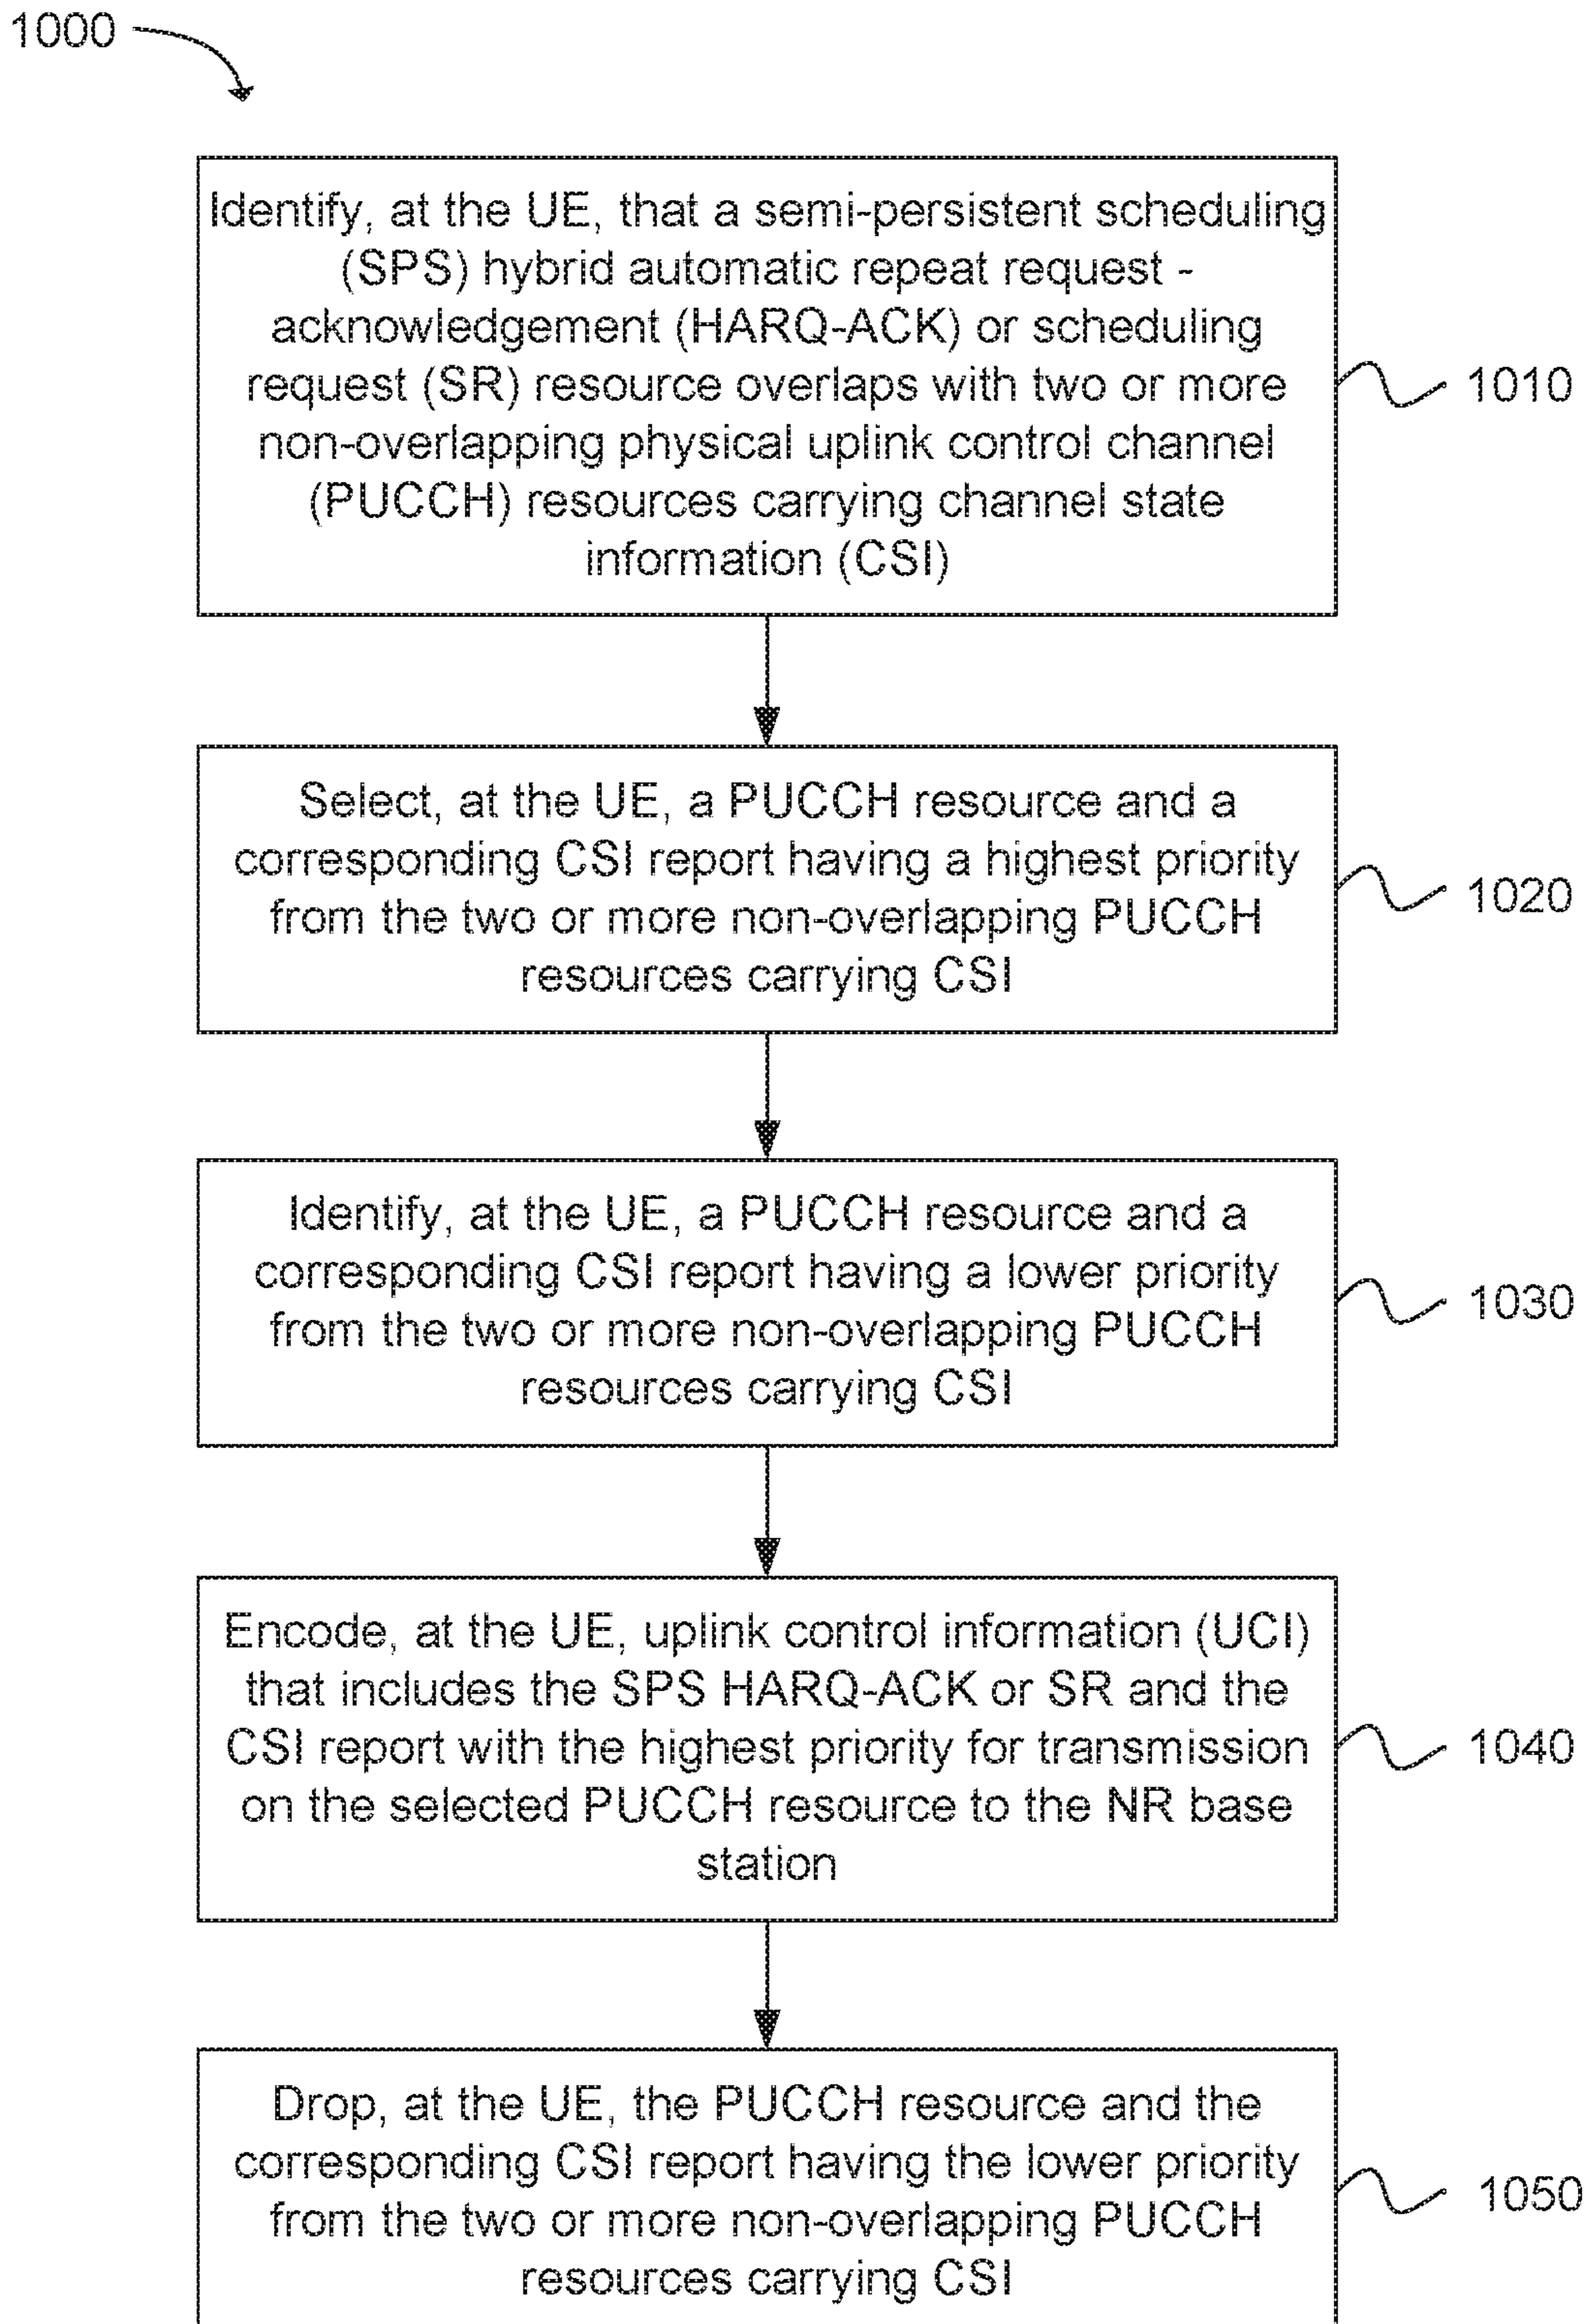 1000
Identify, at the UE, that a semi-persistent scheduling
(SPS) hybrid automatic repeat request -
acknowledgement (HARQ-ACK) or scheduling
request (SR) resource overlaps with two or more
non-overlapping physical uplink control channel
(PUCCH) resources carrying channel state
information (CSI)
1010
Select, at the UE, a PUCCH resource and a
corresponding CSI report having a highest priority
from the two or more non-overlapping PUCCH
resources carrying CSI
1020
Identify, at the UE, a PUCCH resource and a
corresponding CSI report having a lower priority
from the two or more non-overlapping PUCCH
resources carrying CSI
1030
Encode, at the UE, uplink control information (UCI)
that includes the SPS HARQ-ACK or SR and the
CSI report with the highest priority for transmission
on the selected PUCCH resource to the NR base
station
1040
Drop, at the UE, the PUCCH resource and the
corresponding CSI report having the lower priority
from the two or more non-overlapping PUCCH
resources carrying CSI
1050